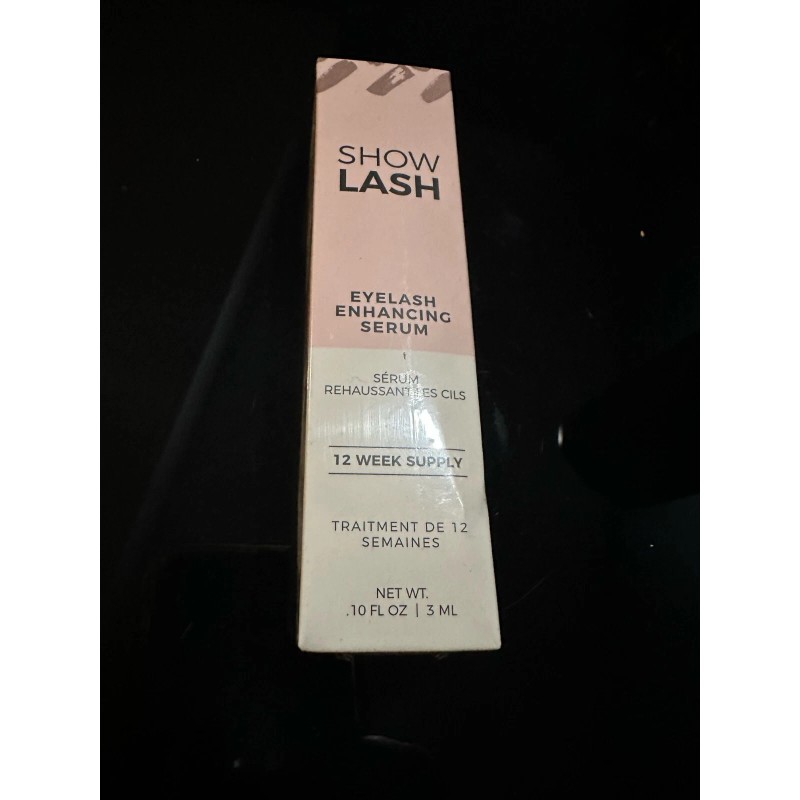 SHOW
LASH
EYELASH
ENHANCING
SERUM
SÉRUM
REHAUSSANT LES CILS
12 WEEK SUPPLY
TRAITMENT DE 12
SEMAINES
NET WT.
.10 FL OZ | 3 ML